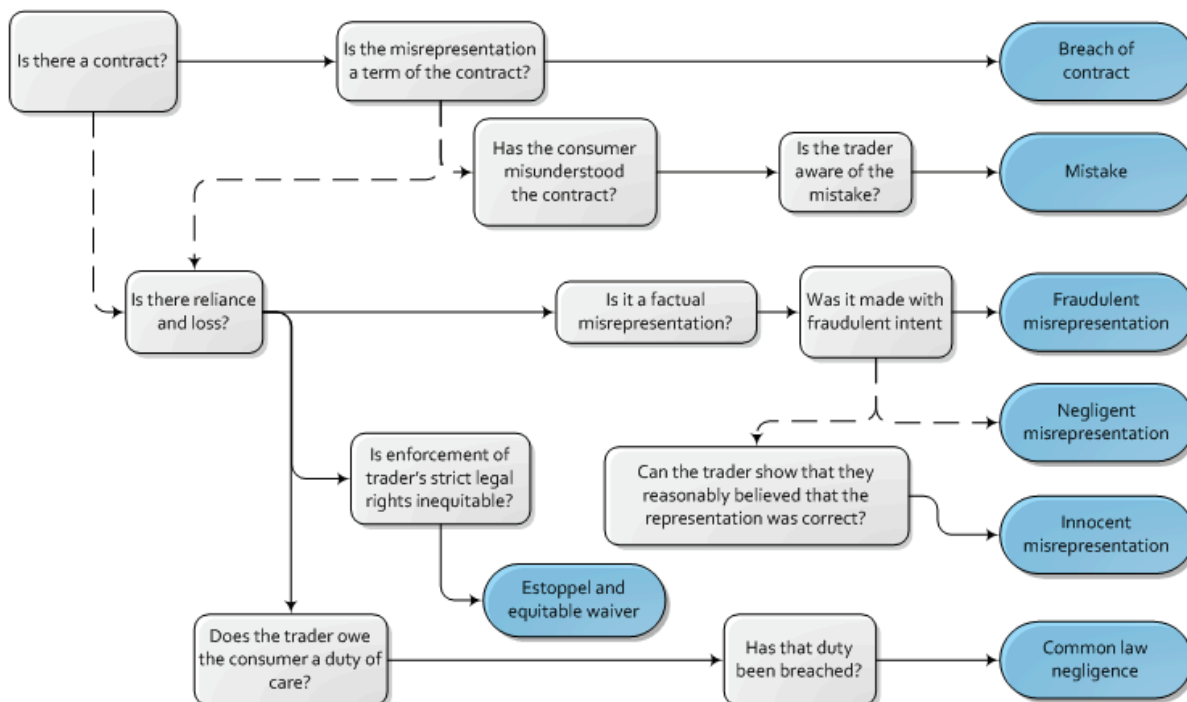 Is there a contract?
Is the misrepresentation
a term of the contract?
Breach of
contract
Has the consumer
misunderstood
the contract?
Is the trader
aware of the
mistake?
Mistake
Is there reliance
and loss?
Is it a factual
misrepresentation?
Was it made with
fraudulent intent
Fraudulent
misrepresentation
Negligent
misrepresentation
Is enforcement of
trader's strict legal
rights inequitable?
Can the trader show that they
reasonably believed that the
representation was correct?
Innocent
misrepresentation
Estoppel and
equitable waiver
Does the trader owe
the consumer a duty of
care?
Has that duty
been breached?
Common law
negligence